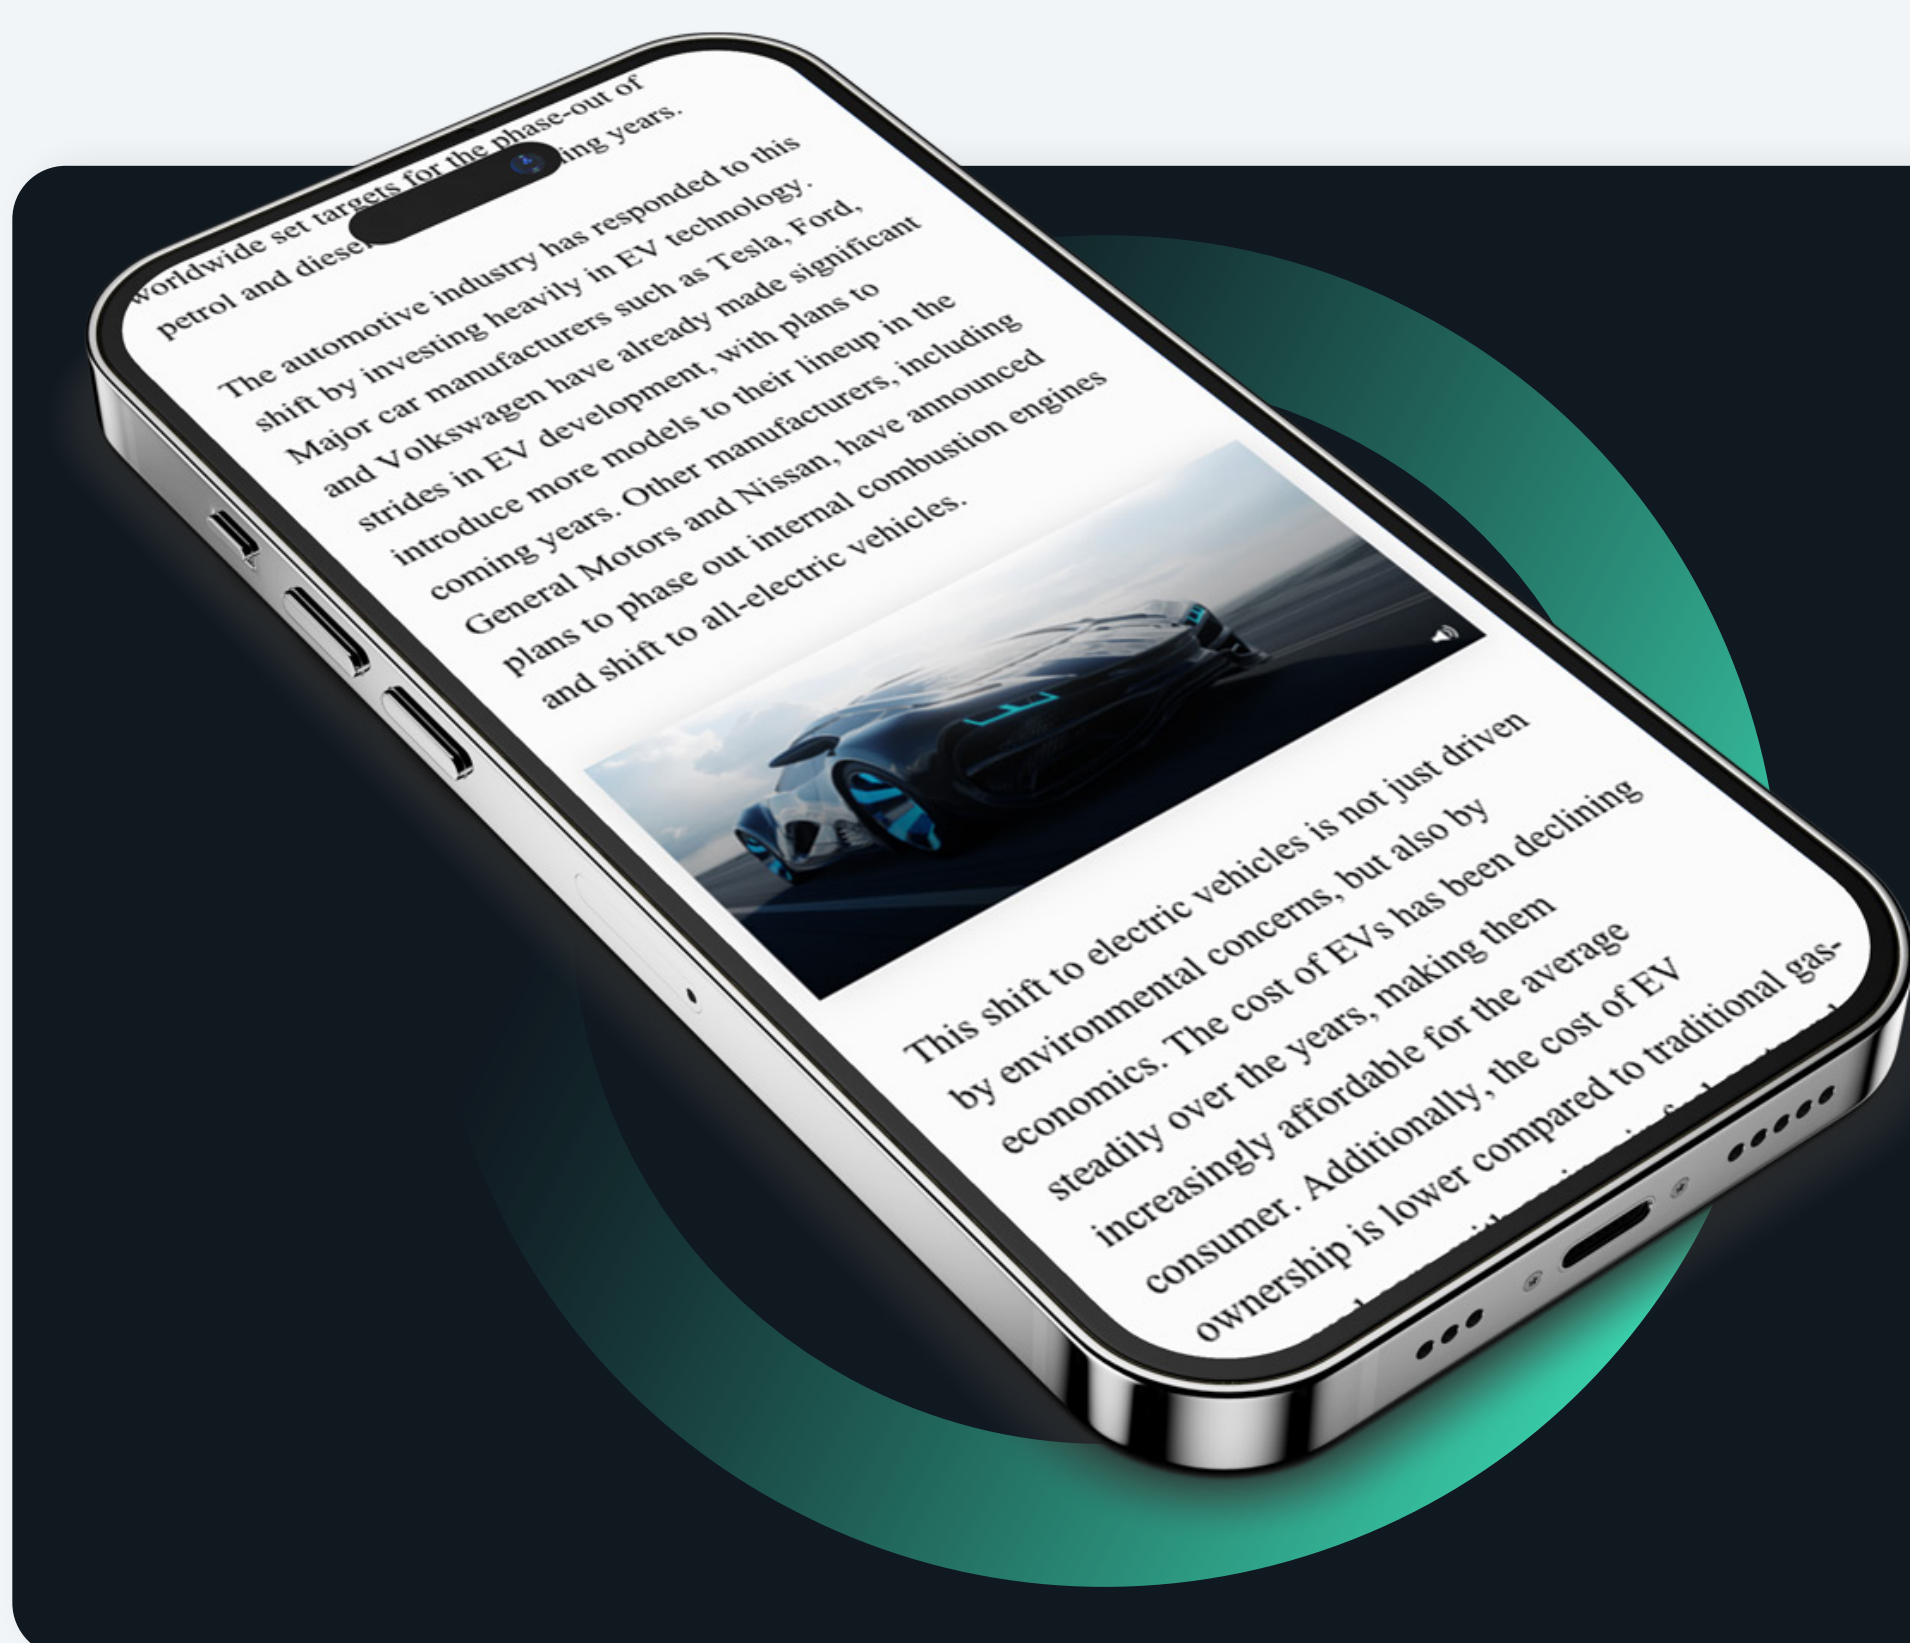 worldwide set targets for the phase-out of
petrol and diesel ing years.
The automotive industry has responded to this
shift by investing heavily in EV technology.
Major car manufacturers such as Tesla, Ford,
and Volkswagen have already made significant
strides in EV development, with plans to
introduce more models to their lineup in the
coming years. Other manufacturers, including
General Motors and Nissan, have announced
plans to phase out internal combustion engines
and shift to all-electric vehicles.
This shift to electric vehicles is not just driven
by environmental concerns, but also by
economics. The cost of EVs has been declining
steadily over the years, making them
increasingly affordable for the average
consumer. Additionally, the cost of EV
ownership is lower compared to traditional gas-